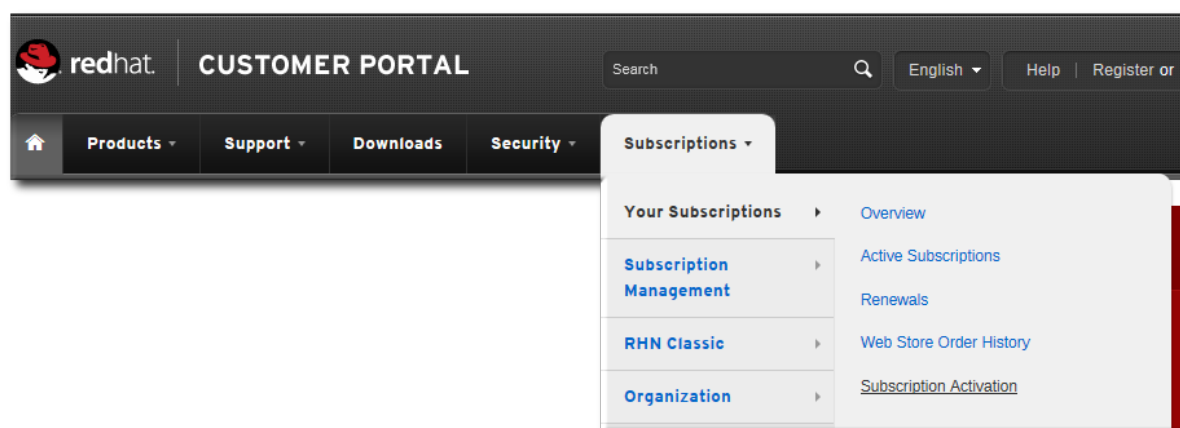 redhat. CUSTOMER PORTAL Search English Help | Register or
Products Support Downloads Security Subscriptions
Your Subscriptions Overview
Subscription Active Subscriptions
Management Renewals
RHN Classic Web Store Order History
Organization Subscription Activation